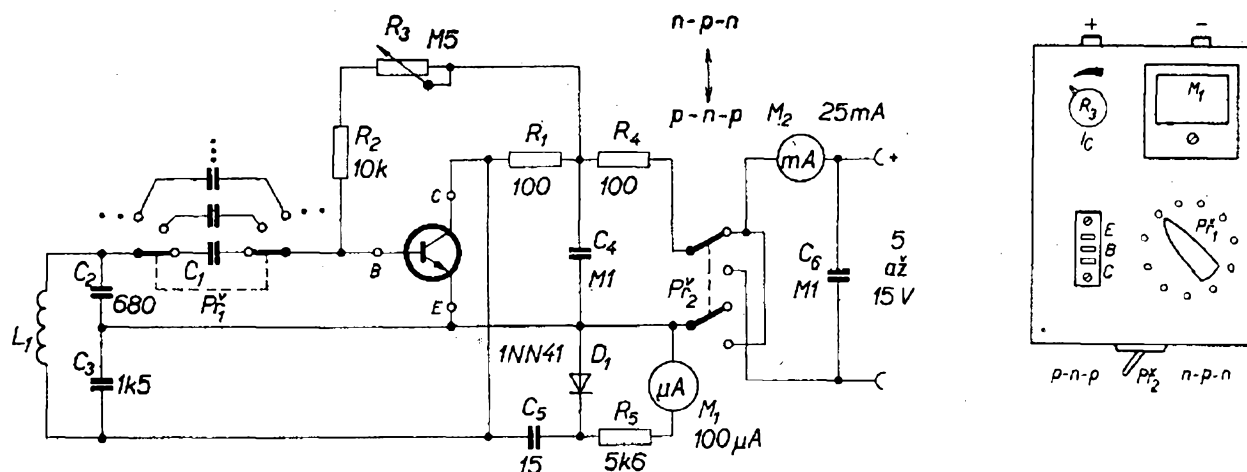 R3 M5
n-p-n
p-n-p
R2
10k
C
R1
100
R4
100
M2 25mA
mA
+
C4
M1
C6
M1
5
až
15 V
Př2
C1
Př1
B
E
C2
680
L1
C3
1k5
1NN41 D1
C5
15
R5
5k6
μA
M1
100μA
+ -
R3
IC
M1
E
B
C
Př1
p-n-p Př2 n-p-n